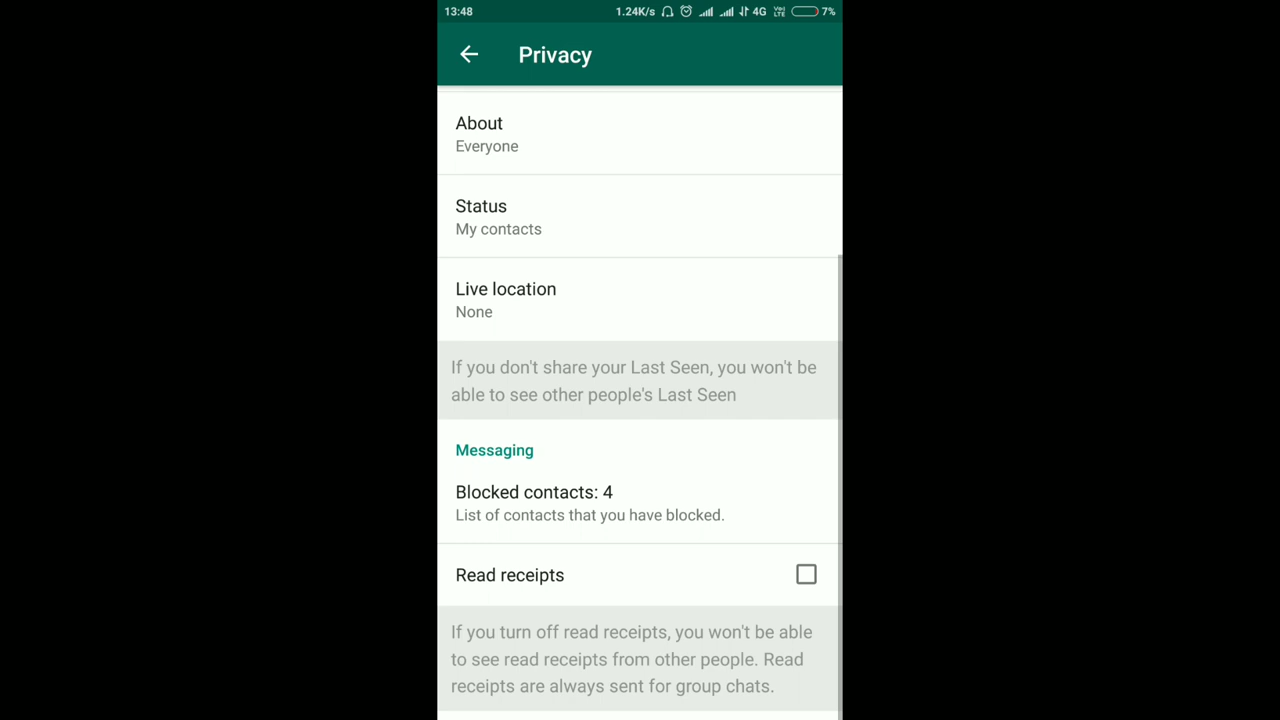 13:48 1.24K/s 4G VoLTE 7%
Privacy
About
Everyone
Status
My contacts
Live location
None
If you don't share your Last Seen, you won't be
able to see other people's Last Seen
Messaging
Blocked contacts: 4
List of contacts that you have blocked.
Read receipts
If you turn off read receipts, you won't be able
to see read receipts from other people. Read
receipts are always sent for group chats.